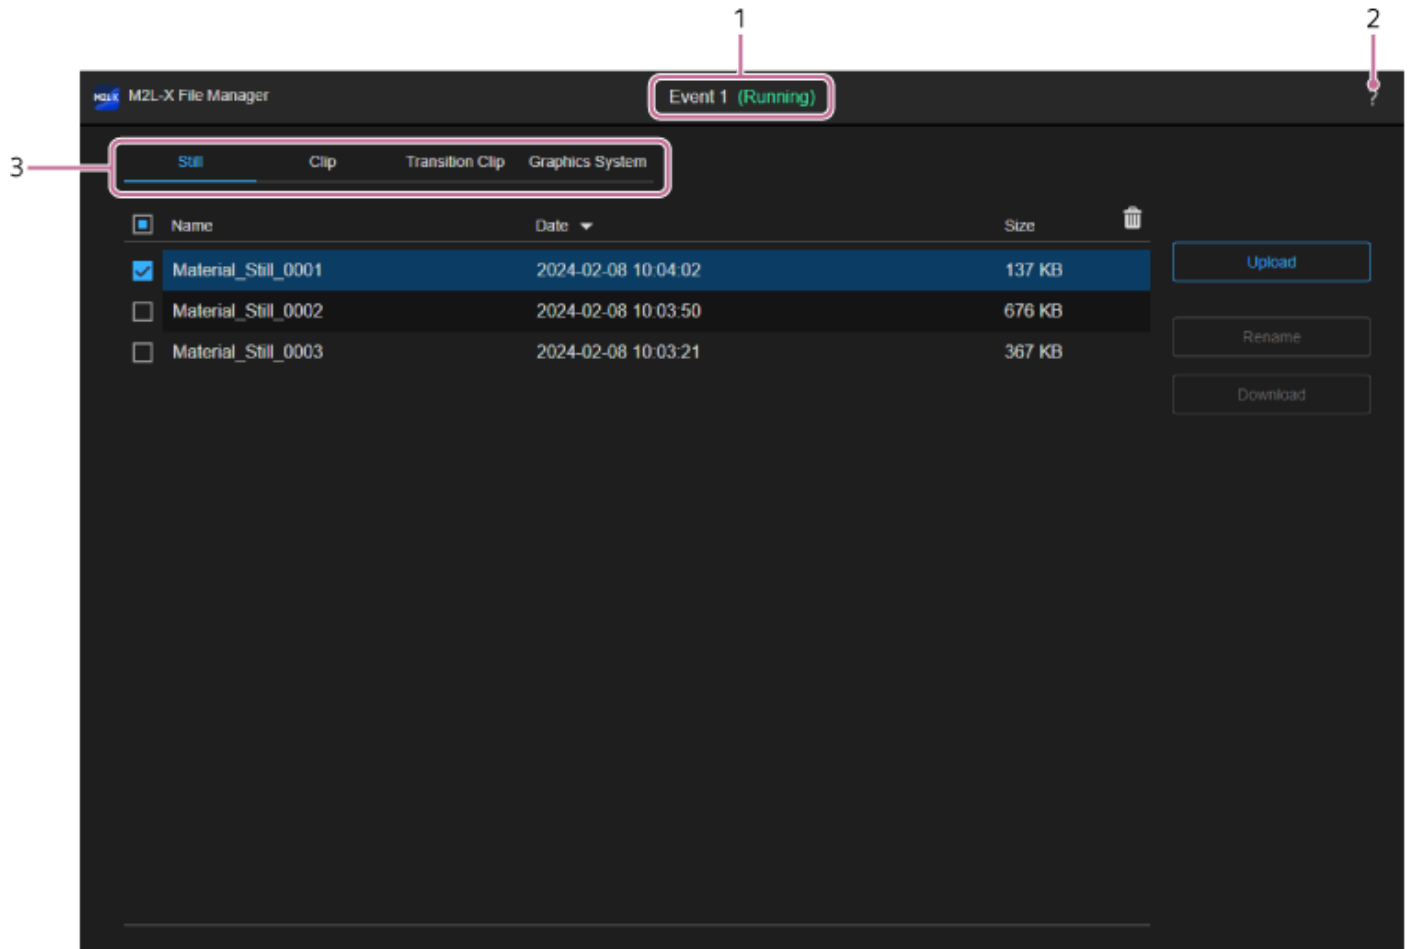 1
2
M2L-X M2L-X File Manager
Event 1 (Running)
?
3
Still Clip Transition Clip Graphics System
Name Date Size
Material_Still_0001 2024-02-08 10:04:02 137 KB
Upload
Material_Still_0002 2024-02-08 10:03:50 676 KB
Material_Still_0003 2024-02-08 10:03:21 367 KB
Rename
Download